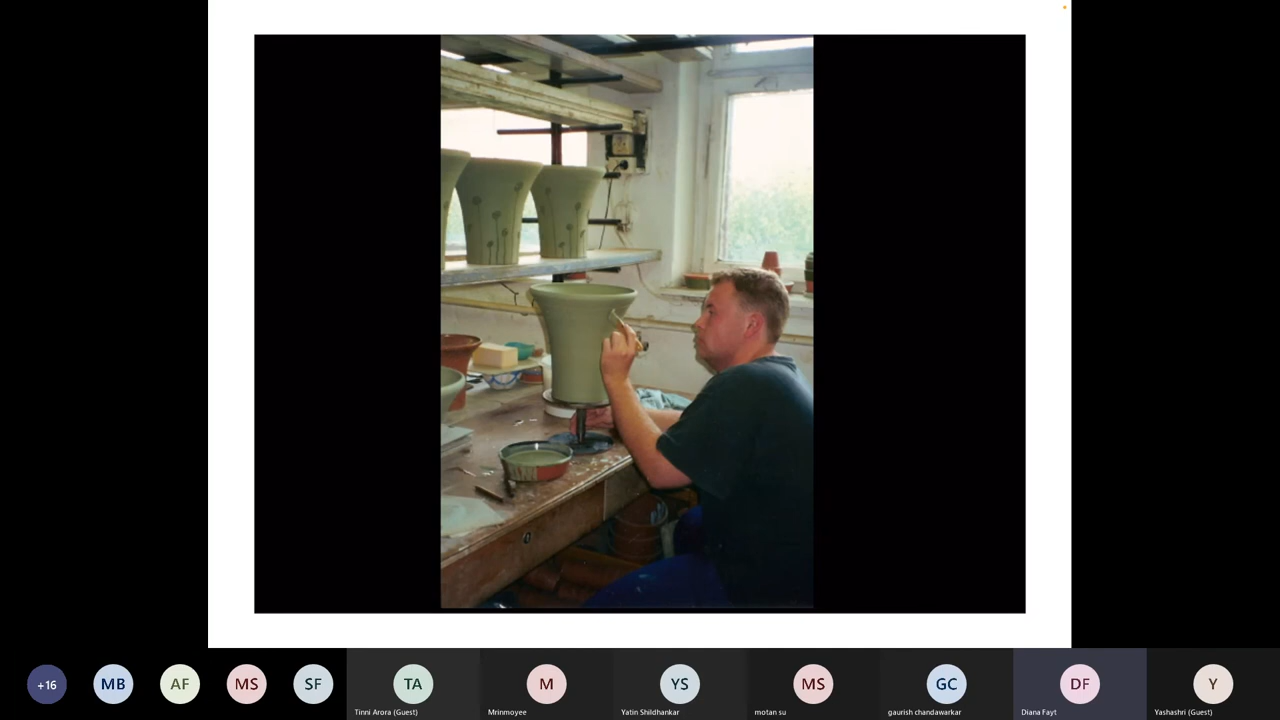 +16
MB
AF
MS
SF
TA
M
YS
MS
GC
DF
Y
Tinni Arora (Guest)
Mrinmoyee
Yatin Shildhankar
motan su
gaurish chandawarkar
Diana Fayt
Yashashri (Guest)